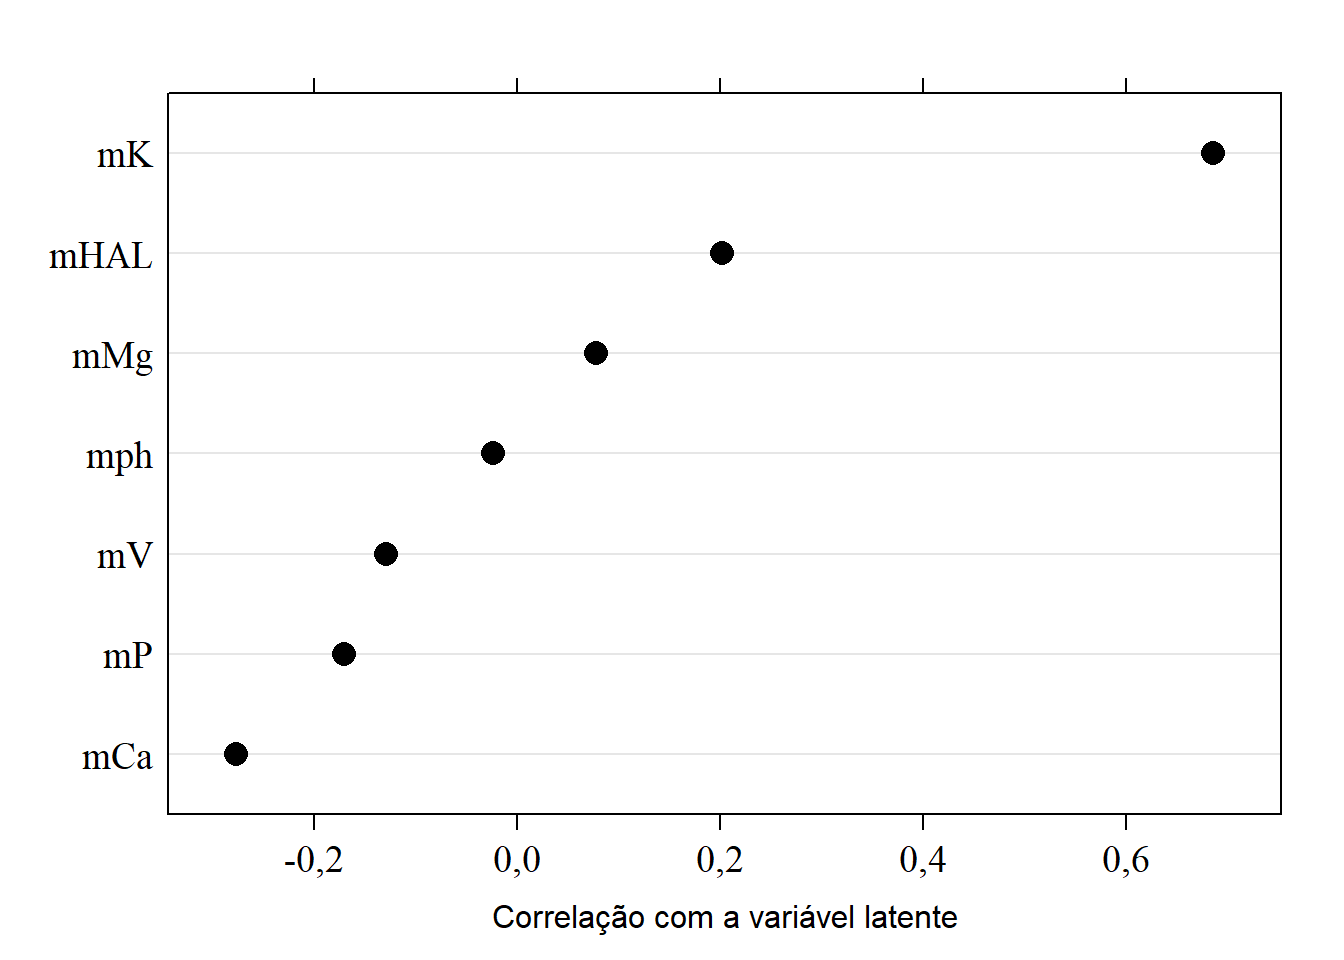 mK
mHAL
mMg
mph
mV
mP
mCa
-0,2 0,0 0,2 0,4 0,6
Correlação com a variável latente